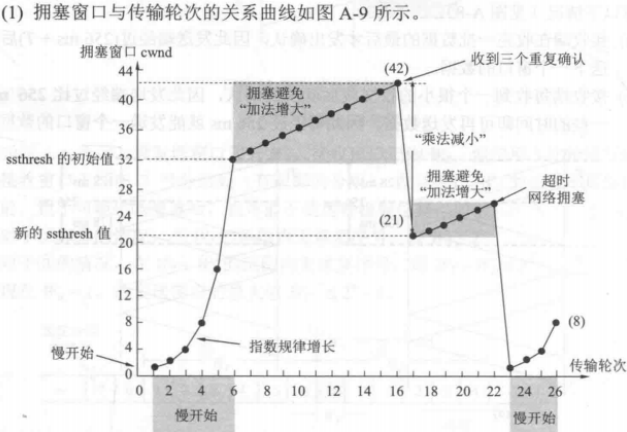 (1) 拥塞窗口与传输轮次的关系曲线如图 A-9 所示。
拥塞窗口 cwnd
44
40
36
ssthresh 的初始值 32
28
24
新的 ssthresh 值 20
16
12
8
4
慢开始
0
0 2 4 6 8 10 12 14 16 18 20 22 24 26
传输轮次
拥塞避免
“加法增大”
(42)
收到三个重复确认
“乘法减小”
拥塞避免
“加法增大”
(21)
超时
网络拥塞
指数规律增长
(8)
慢开始
慢开始